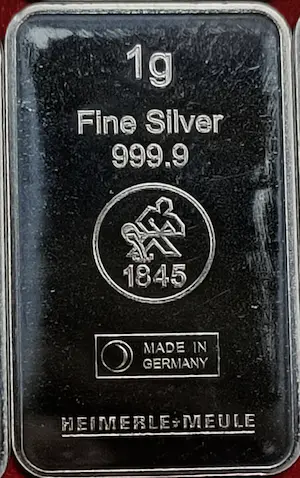 1g
Fine Silver
999.9
1845
MADE IN
GERMANY
HEIMERLE+MEULE